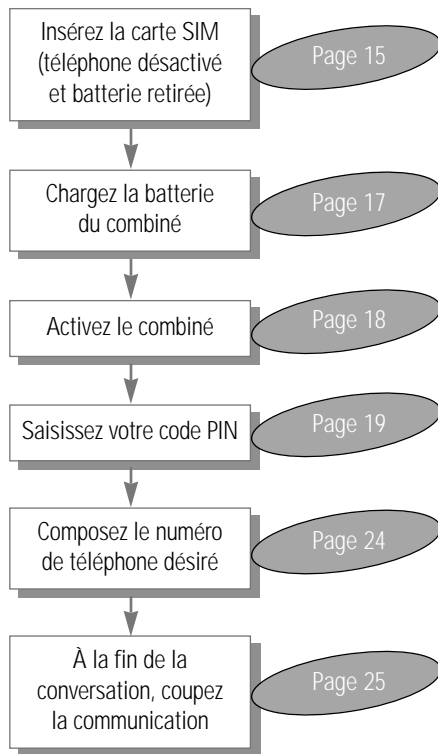 Insérez la carte SIM
(téléphone désactivé
et batterie retirée)
Page 15
Chargez la batterie
du combiné
Page 17
Activez le combiné
Page 18
Saisissez votre code PIN
Page 19
Composez le numéro
de téléphone désiré
Page 24
À la fin de la
conversation, coupez
la communication
Page 25